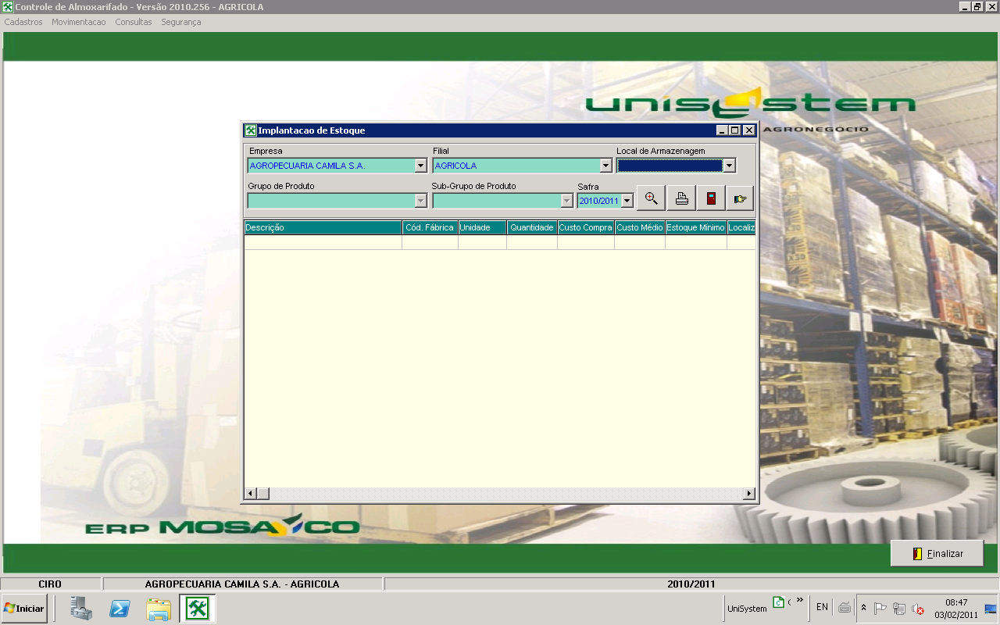 Controle de Almoxarifado - Versão 2010.256 - AGRICOLA
Cadastros Movimentacao Consultas Segurança
unisystem
AGRONEGÓCIO
Implantacao de Estoque
Empresa Filial Local de Armazenagem
AGROPECUARIA CAMILA S.A. AGRICOLA
Grupo de Produto Sub-Grupo de Produto Safra
2010/2011
Descrição Cód. Fábrica Unidade Quantidade Custo Compra Custo Médio Estoque Mínimo Localiz
ERP MOSAYCO
Finalizar
CIRO AGROPECUARIA CAMILA S.A. - AGRICOLA 2010/2011
Iniciar UniSystem EN 08:47
03/02/2011